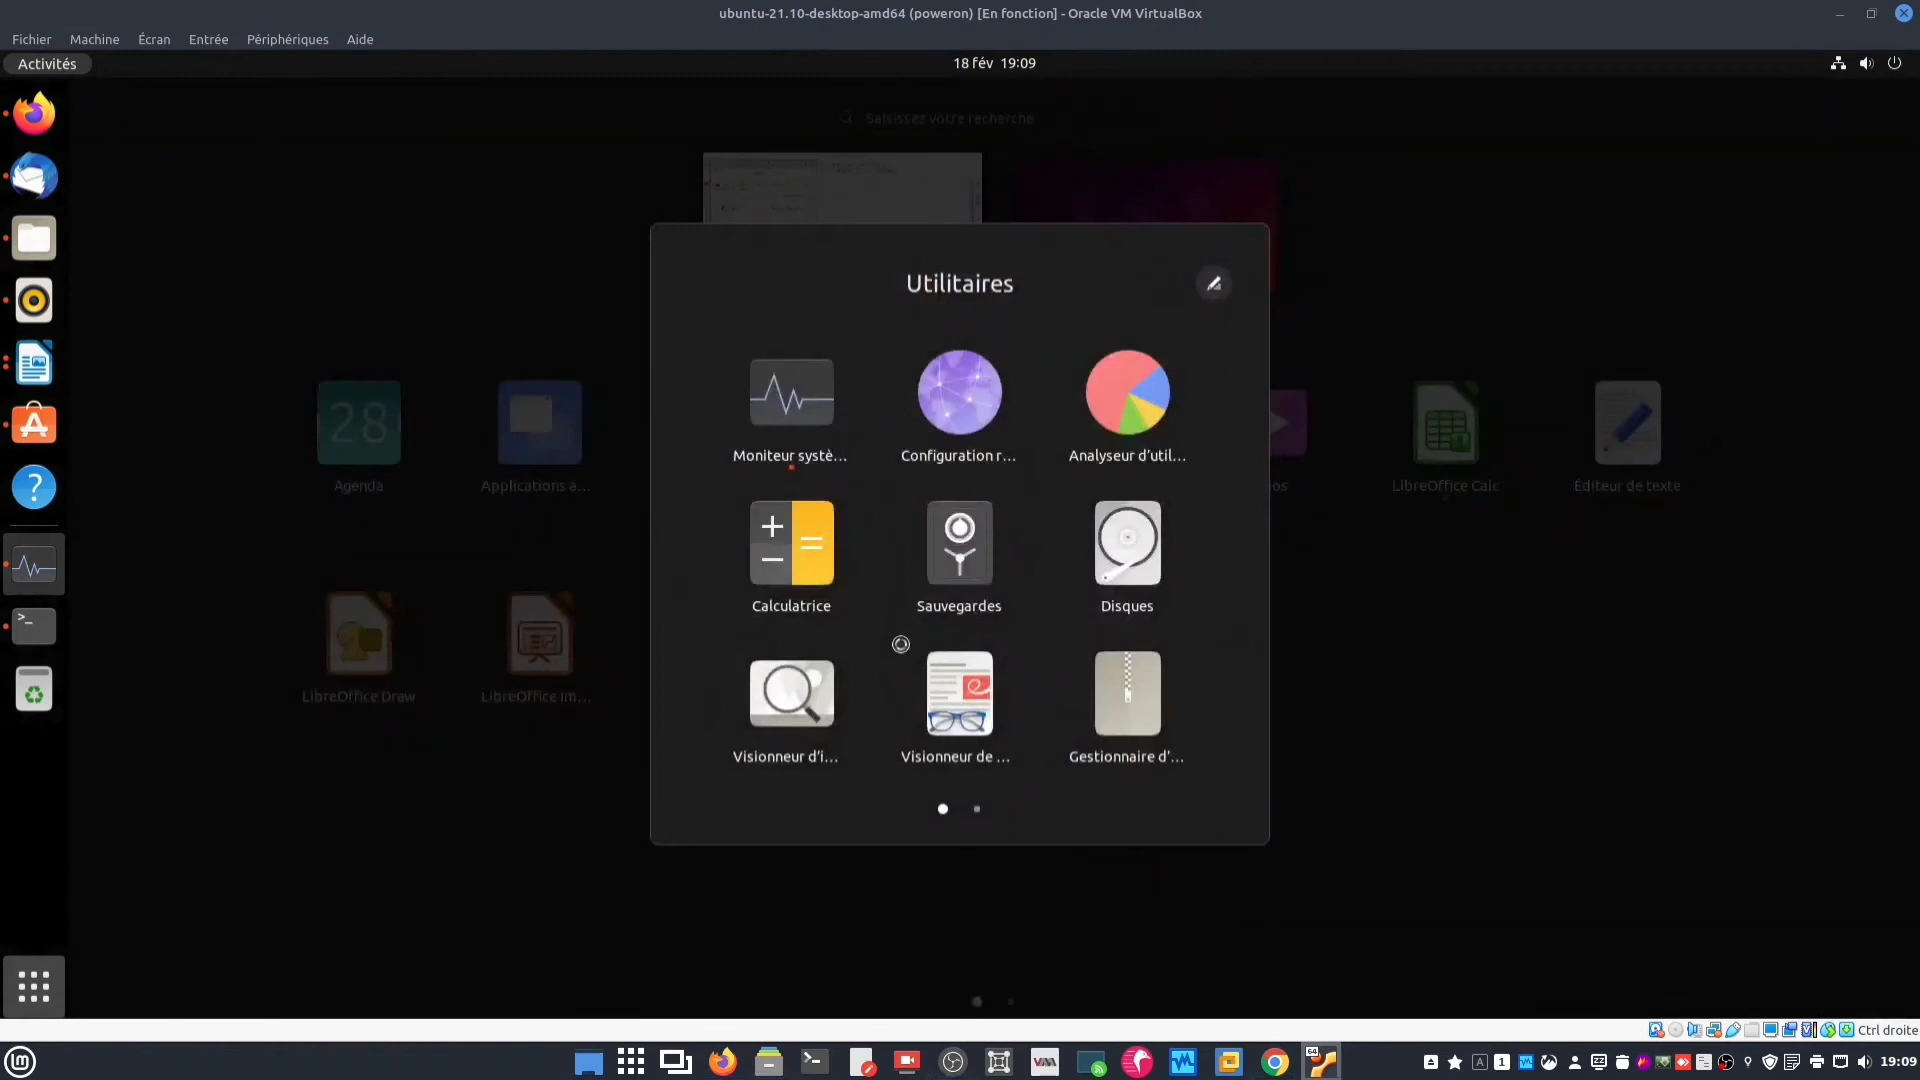 ubuntu-21.10-desktop-amd64 (poweron) [En fonction] - Oracle VM VirtualBox
Fichier Machine Écran Entrée Périphériques Aide
Activités 18 fév 19:09
Saisissez votre recherche
Utilitaires
28
Moniteur systè... Configuration r... Analyseur d'util...
Agenda Applications a... LibreOffice Calc Éditeur de texte
Calculatrice Sauvegardes Disques
LibreOffice Draw LibreOffice Im...
Visionneur d'i... Visionneur de ... Gestionnaire d'...
Ctrl droite
19:09